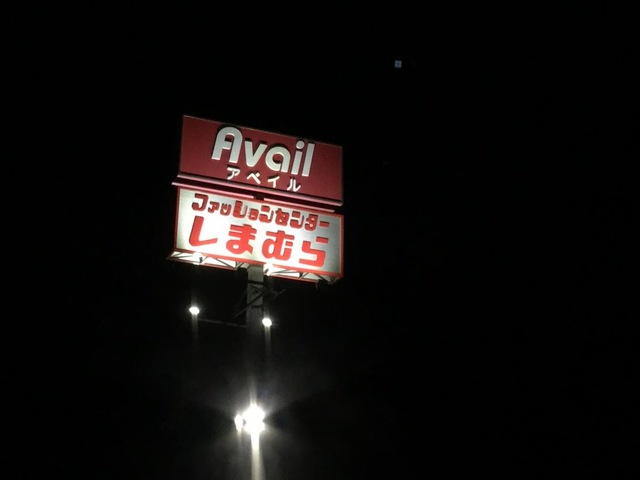 Avail
アベイル
ファッションセンター
しまむら